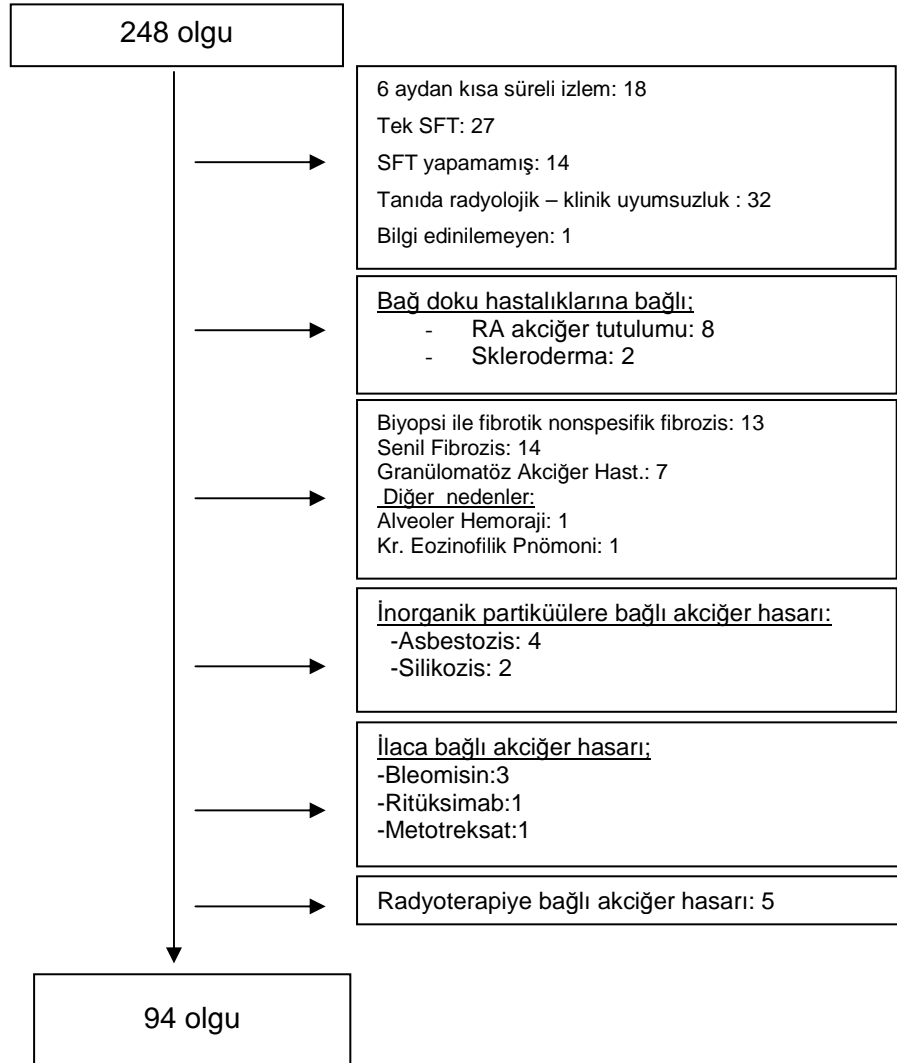 248 olgu
6 aydan kısa süreli izlem: 18
Tek SFT: 27
SFT yapamamış: 14
Tanıda radyolojik – klinik uyumsuzluk : 32
Bilgi edinilemeyen: 1
Bağ doku hastalıklarına bağlı;
- RA akciğer tutulumu: 8
- Skleroderma: 2
Biyopsi ile fibrotik nonspesifik fibrozis: 13
Senil Fibrozis: 14
Granülomatöz Akciğer Hast.: 7
Diğer nedenler:
Alveoler Hemoraji: 1
Kr. Eozinofilik Pnömoni: 1
İnorganik partiküülere bağlı akciğer hasarı:
-Asbestozis: 4
-Silikozis: 2
İlaca bağlı akciğer hasarı;
-Bleomisin:3
-Ritüksimab:1
-Metotreksat:1
Radyoterapiye bağlı akciğer hasarı: 5
94 olgu